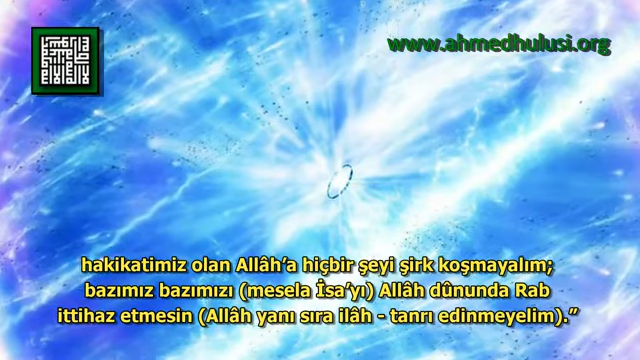 www.ahmedhulusi.org
hakikatimiz olan Allâh’a hiçbir şeyi şirk koşmayalım;
bazımız bazımızı (mesela İsa’yı) Allâh dûnunda Rab
ittihaz etmesin (Allâh yanı sıra ilâh - tanrı edinmeyelim).”